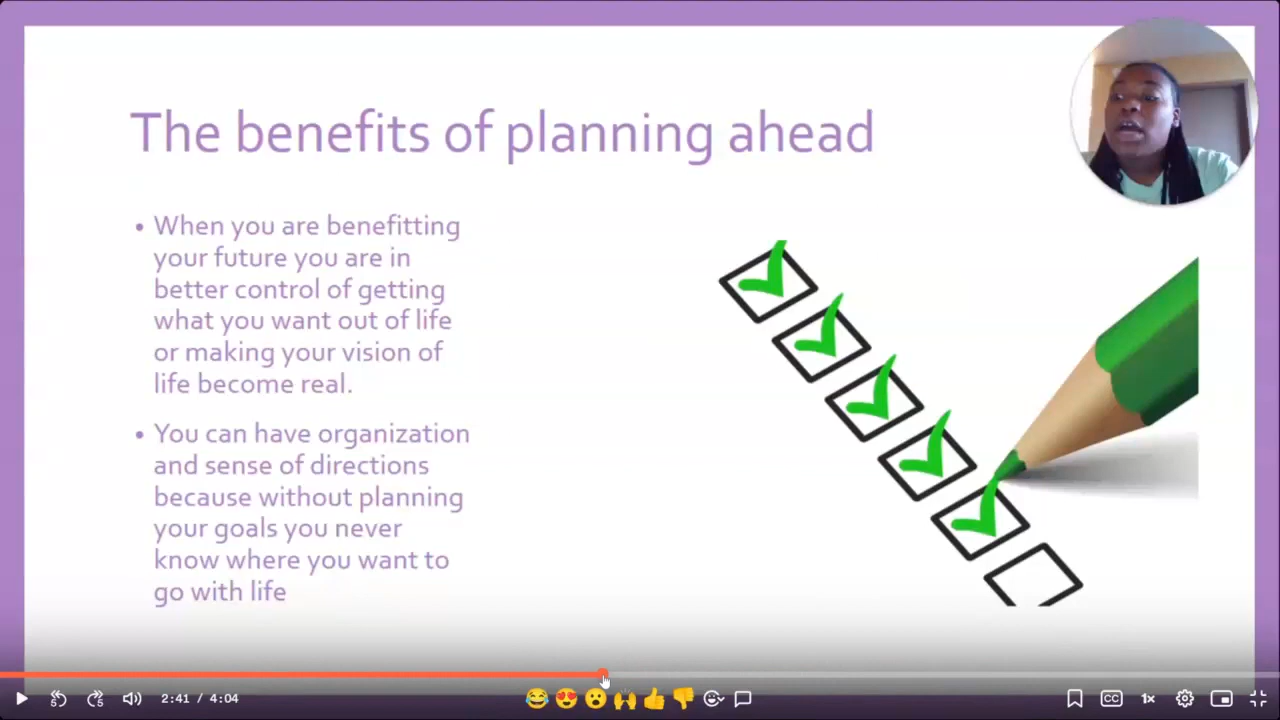 The benefits of planning ahead
• When you are benefitting
your future you are in
better control of getting
what you want out of life
or making your vision of
life become real.
• You can have organization
and sense of directions
because without planning
your goals you never
know where you want to
go with life
5 5 2:41 / 4:04 CC 1x